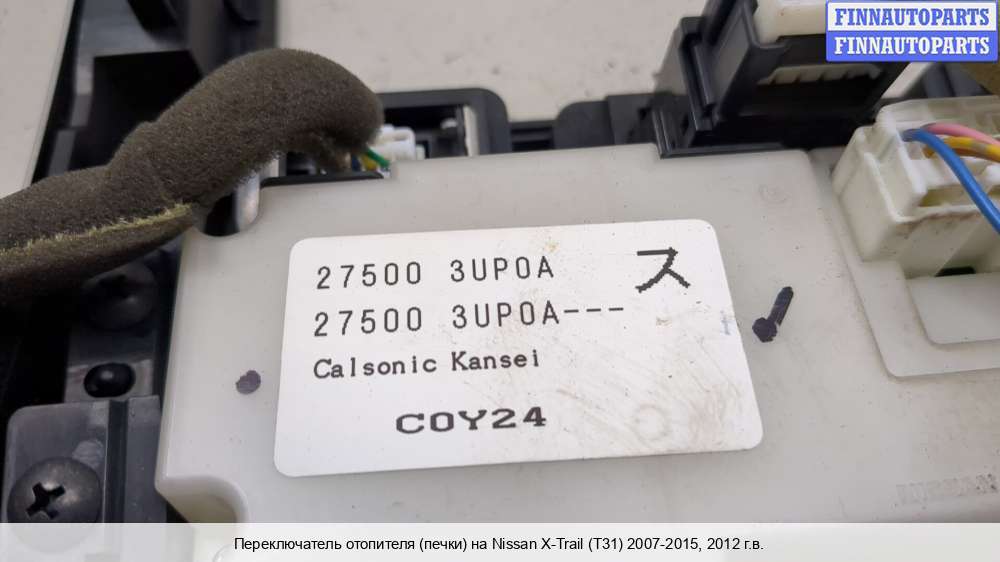 FINNAUTOPARTS
FINNAUTOPARTS
27500 3UP0A ス
27500 3UP0A---
Calsonic Kansei
COY24
Переключатель отопителя (печки) на Nissan X-Trail (T31) 2007-2015, 2012 г.в.